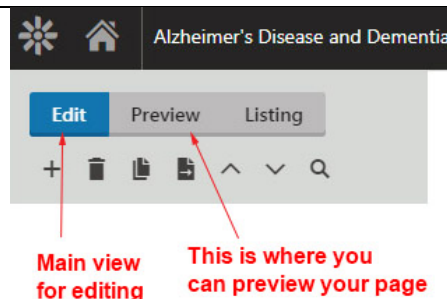 Alzheimer's Disease and Dementia
Edit Preview Listing
Main view
for editing
This is where you
can preview your page